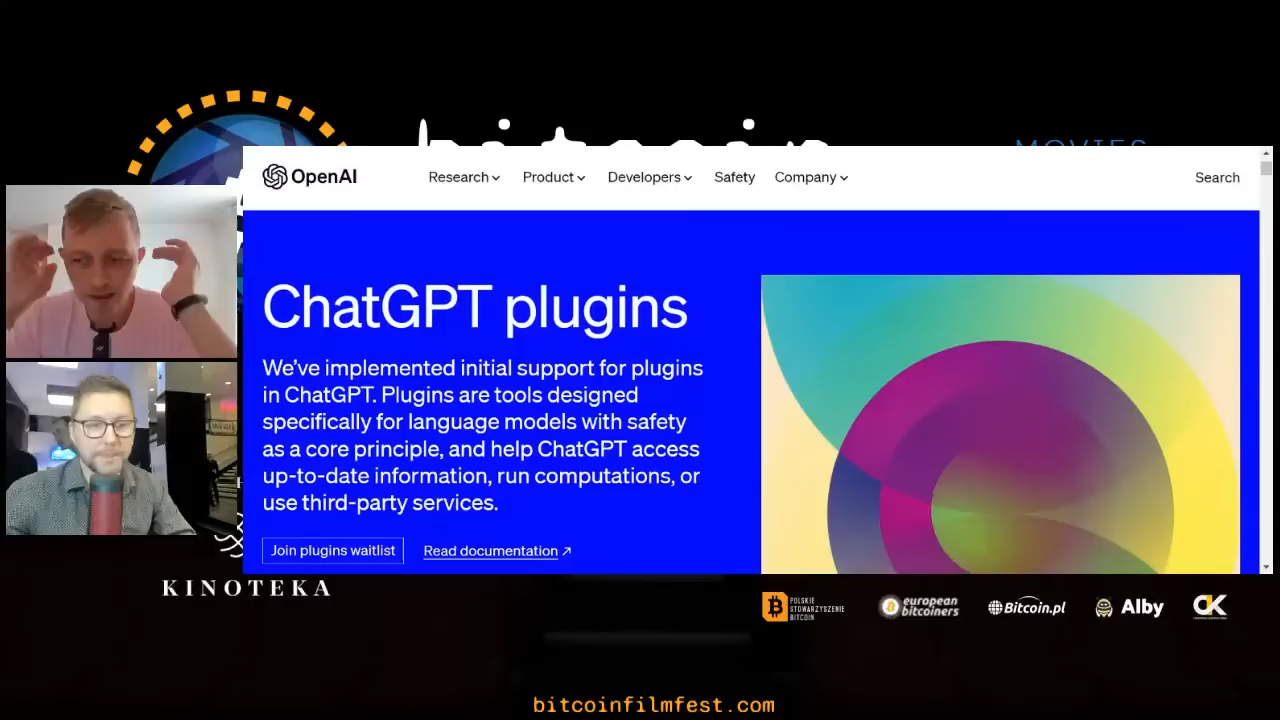 MOVIES
OpenAI
Research
Product
Developers
Safety
Company
Search
ChatGPT plugins
We've implemented initial support for plugins
in ChatGPT. Plugins are tools designed
specifically for language models with safety
as a core principle, and help ChatGPT access
up-to-date information, run computations, or
use third-party services.
Join plugins waitlist
Read documentation ↗
KINOTEKA
POLSKIE
STOWARZYSZENIE
BITCOIN
european
bitcoiners
Bitcoin.pl
Alby
bitcoinfilmfest.com